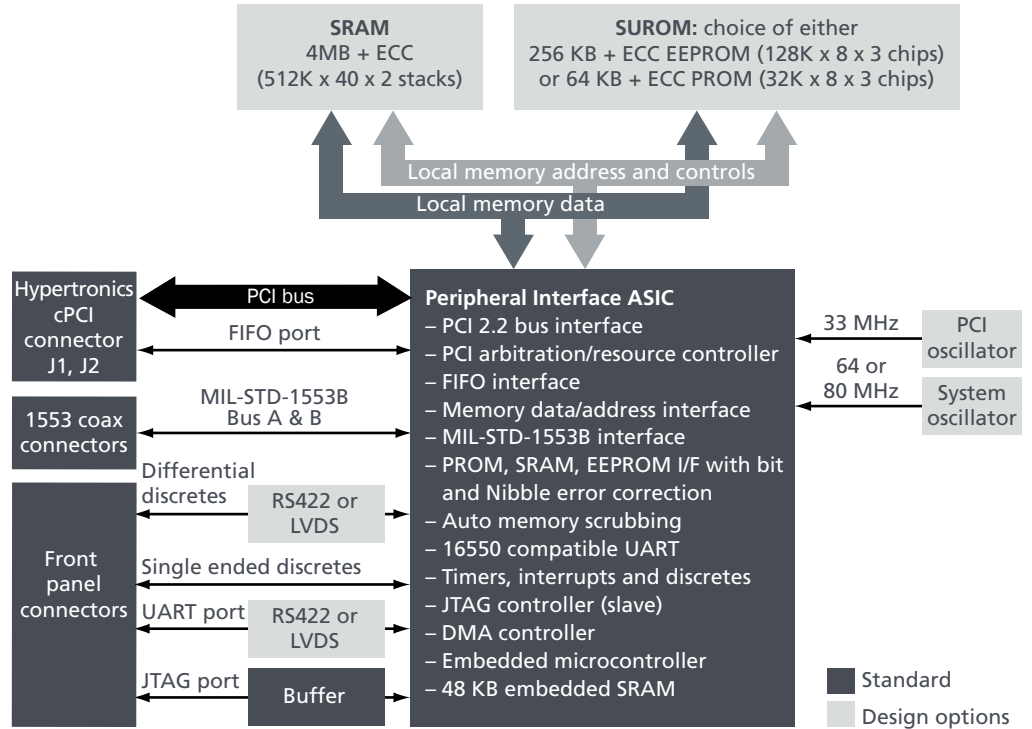 SRAM
4MB + ECC
(512K x 40 x 2 stacks)
SUROM: choice of either
256 KB + ECC EEPROM (128K x 8 x 3 chips)
or 64 KB + ECC PROM (32K x 8 x 3 chips)
Local memory address and controls
Local memory data
Hypertronics
cPCI
connector
J1, J2
PCI bus
FIFO port
1553 coax
connectors
MIL-STD-1553B
Bus A & B
Front
panel
connectors
Differential
discretes
RS422 or
LVDS
Single ended discretes
UART port
RS422 or
LVDS
JTAG port
Buffer
Peripheral Interface ASIC
– PCI 2.2 bus interface
– PCI arbitration/resource controller
– FIFO interface
– Memory data/address interface
– MIL-STD-1553B interface
– PROM, SRAM, EEPROM I/F with bit
and Nibble error correction
– Auto memory scrubbing
– 16550 compatible UART
– Timers, interrupts and discretes
– JTAG controller (slave)
– DMA controller
– Embedded microcontroller
– 48 KB embedded SRAM
33 MHz
PCI
oscillator
64 or
80 MHz
System
oscillator
Standard
Design options